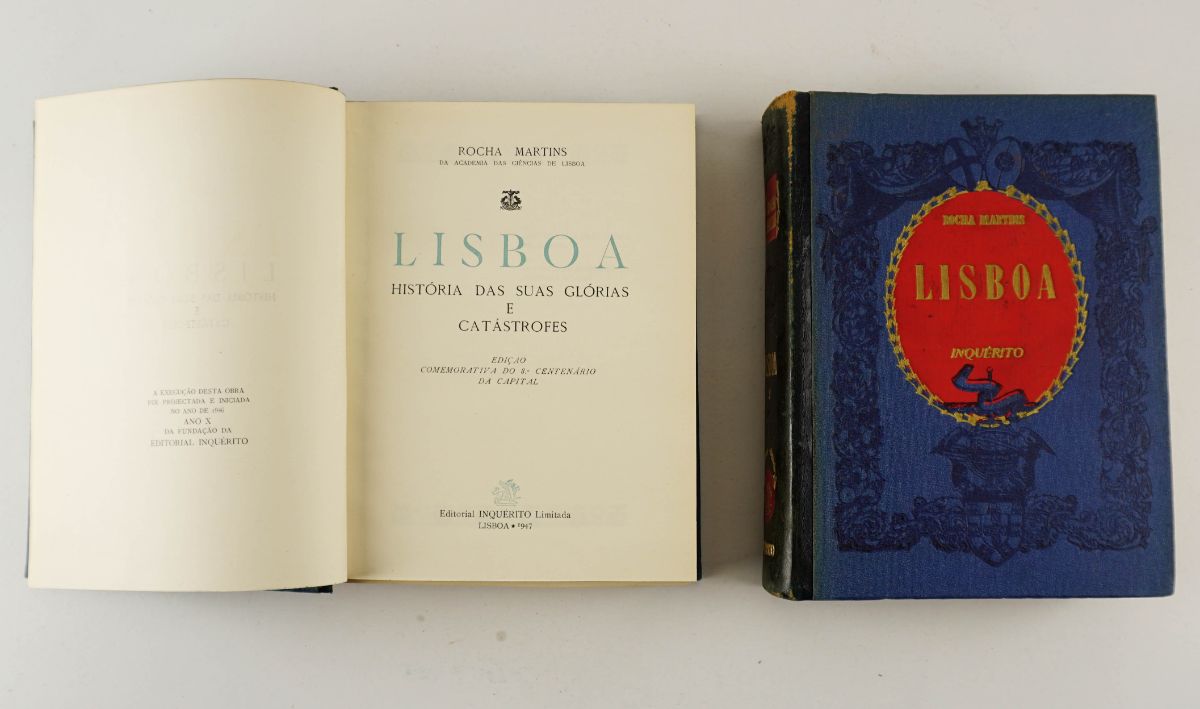 A EXECUÇÃO DESTA OBRA
FOI PROJECTADA E INICIADA
NO ANO DE 1946
ANO X
DA FUNDAÇÃO DA
EDITORIAL INQUÉRITO
ROCHA MARTINS
DA ACADEMIA DAS CIÊNCIAS DE LISBOA
LISBOA
HISTÓRIA DAS SUAS GLÓRIAS
E
CATÁSTROFES
EDIÇÃO
COMEMORATIVA DO 8.º CENTENÁRIO
DA CAPITAL
Editorial INQUÉRITO Limitada
LISBOA ★ 1947
ROCHA MARTINS
LISBOA
INQUÉRITO